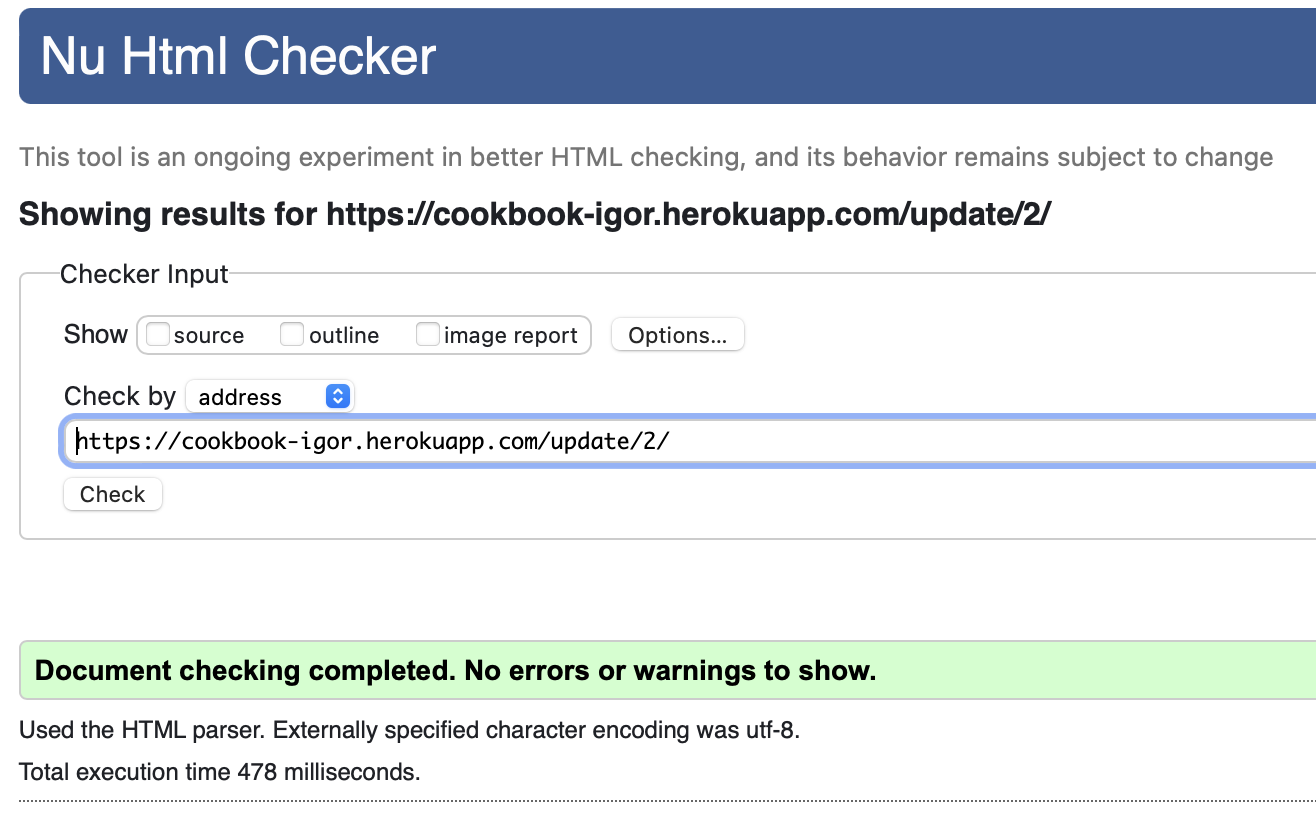 Nu Html Checker
This tool is an ongoing experiment in better HTML checking, and its behavior remains subject to change
Showing results for https://cookbook-igor.herokuapp.com/update/2/
Checker Input
Show source outline image report Options...
Check by address
https://cookbook-igor.herokuapp.com/update/2/
Check
Document checking completed. No errors or warnings to show.
Used the HTML parser. Externally specified character encoding was utf-8.
Total execution time 478 milliseconds.